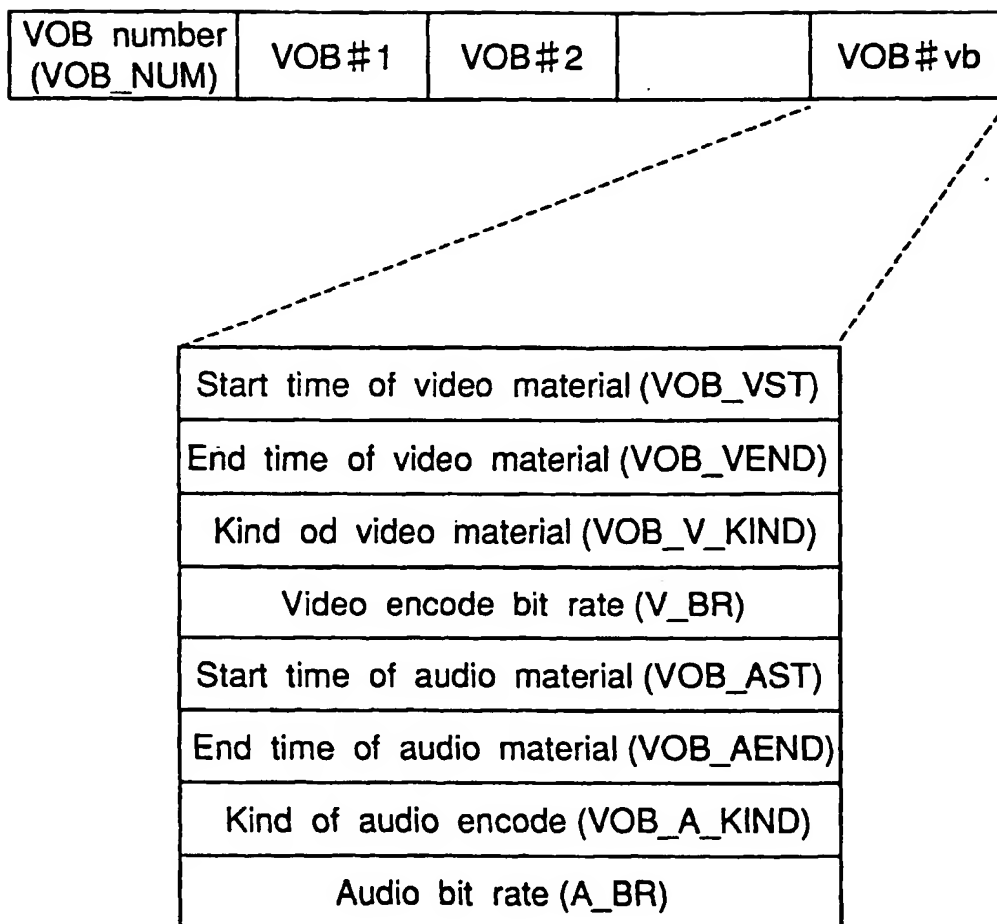 VOB number
(VOB_NUM)
VOB#1
VOB#2
VOB#vb
Start time of video material (VOB_VST)
End time of video material (VOB_VEND)
Kind od video material (VOB_V_KIND)
Video encode bit rate (V_BR)
Start time of audio material (VOB_AST)
End time of audio material (VOB_AEND)
Kind of audio encode (VOB_A_KIND)
Audio bit rate (A_BR)